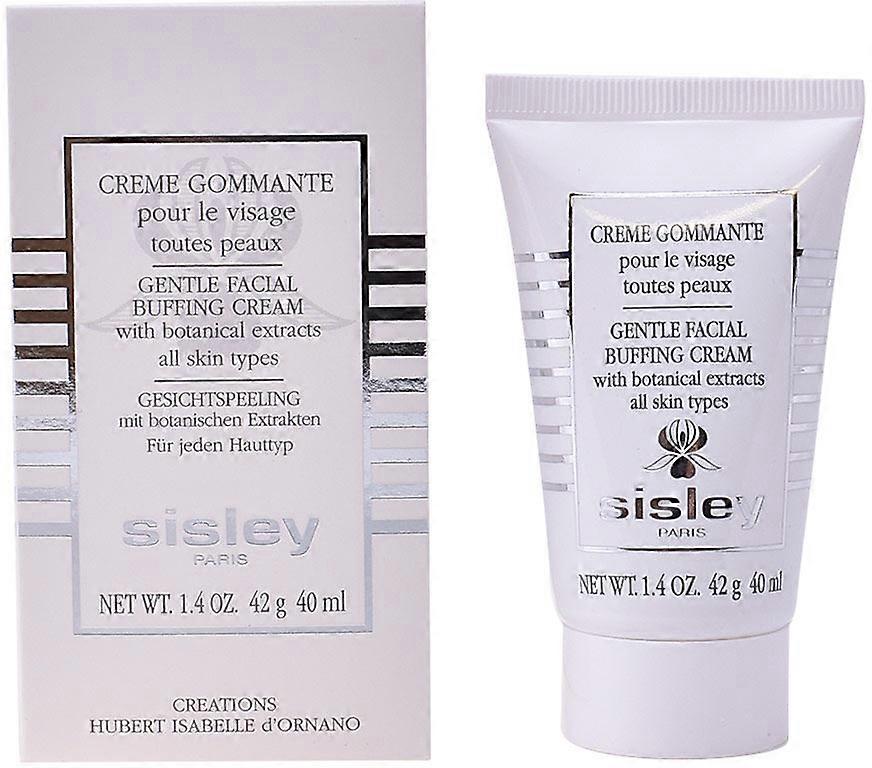 CREME GOMMANTE
pour le visage
toutes peaux
GENTLE FACIAL
BUFFING CREAM
with botanical extracts
all skin types
GESICHTSPEELING
mit botanischen Extrakten
Für jeden Hauttyp
sisley
PARIS
NET WT. 1.4 OZ. 42 g 40 ml
CREATIONS
HUBERT ISABELLE d'ORNANO
CREME GOMMANTE
pour le visage
toutes peaux
GENTLE FACIAL
BUFFING CREAM
with botanical extracts
all skin types
sisley
PARIS
NET WT. 1.4 OZ. 42 g 40 ml